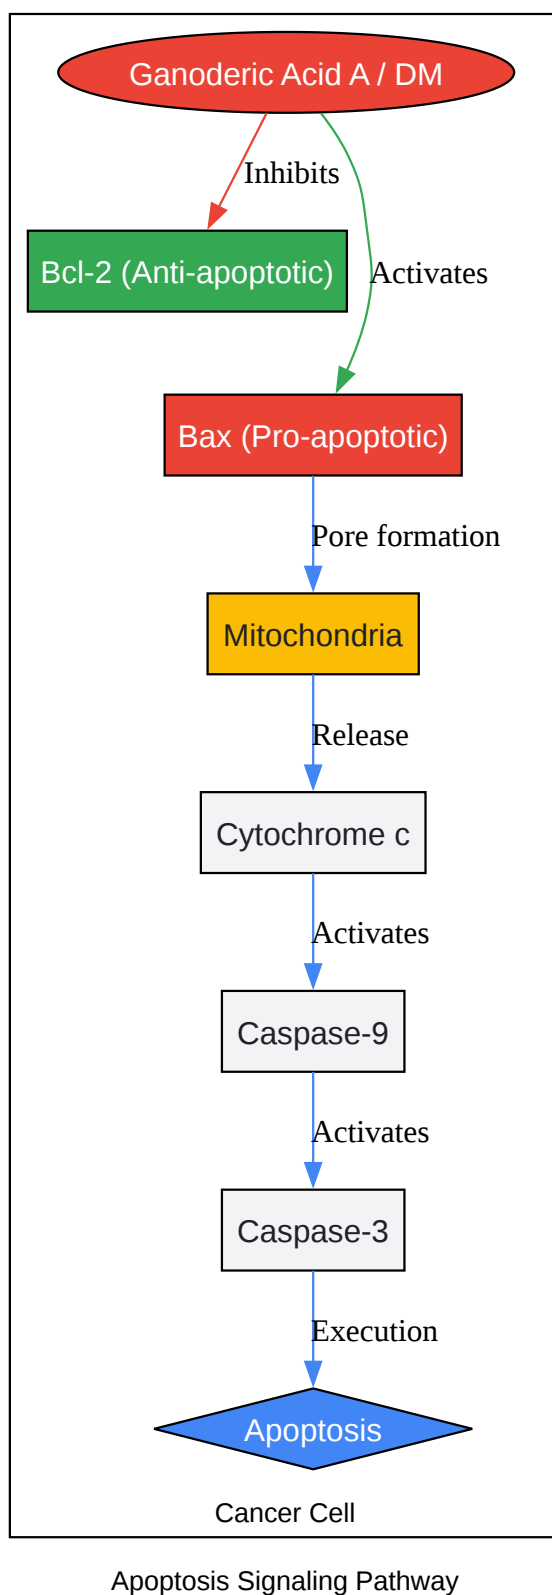 Ganoderic Acid A / DM
Inhibits
Bcl-2 (Anti-apoptotic)
Activates
Bax (Pro-apoptotic)
Pore formation
Mitochondria
Release
Cytochrome c
Activates
Caspase-9
Activates
Caspase-3
Execution
Apoptosis
Cancer Cell
Apoptosis Signaling Pathway